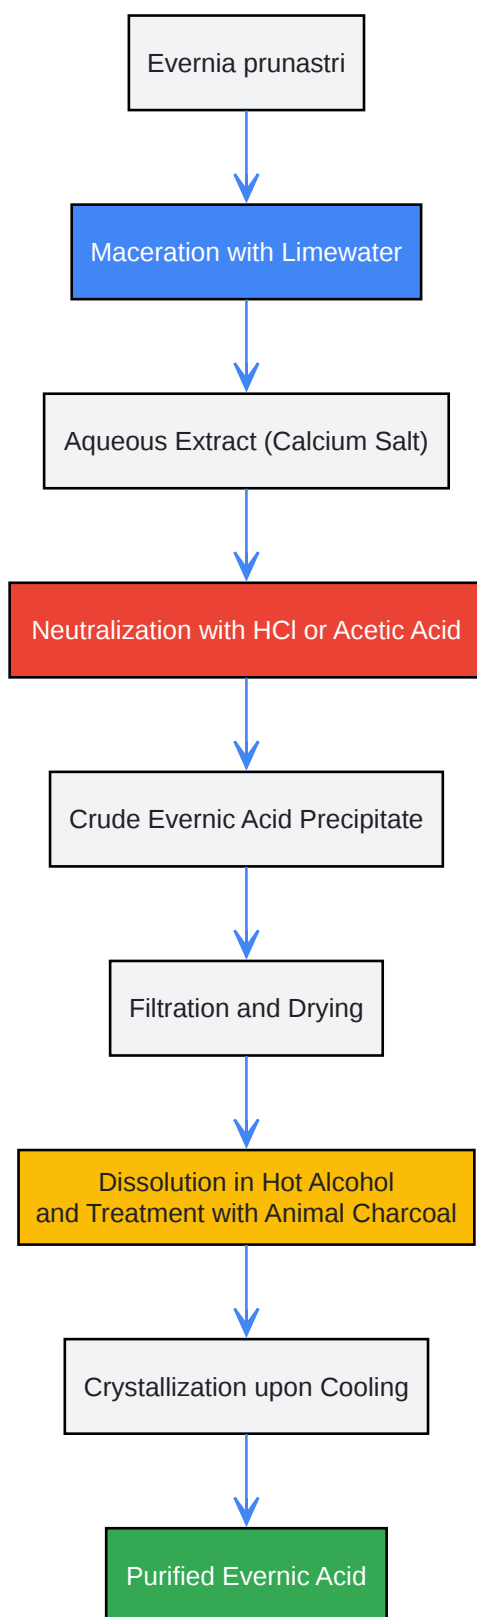 Evernia prunastri
Maceration with Limewater
Aqueous Extract (Calcium Salt)
Neutralization with HCl or Acetic Acid
Crude Evernic Acid Precipitate
Filtration and Drying
Dissolution in Hot Alcohol
and Treatment with Animal Charcoal
Crystallization upon Cooling
Purified Evernic Acid